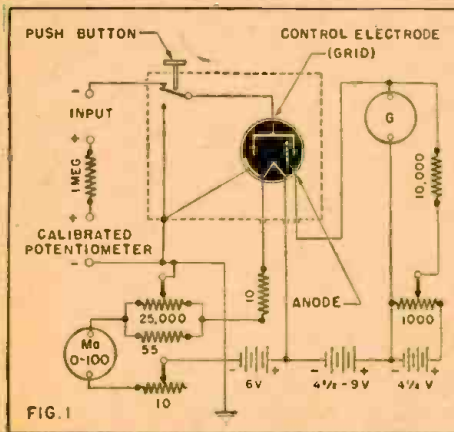 PUSH BUTTON
CONTROL ELECTRODE
(GRID)
-
INPUT
+
1 MEG
+
CALIBRATED
POTENTIOMETER
-
G
10,000
10
ANODE
25,000
55
1000
Ma
0-100
10
- +
6V
- +
4½ - 9V
- +
4½ V
FIG. 1